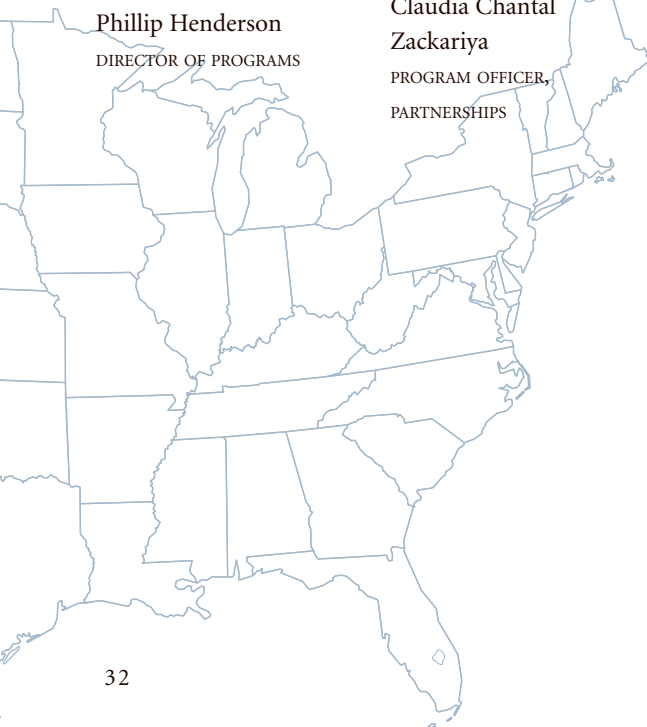 Phillip Henderson
DIRECTOR OF PROGRAMS
Claudia Chantal
Zackariya
PROGRAM OFFICER,
PARTNERSHIPS
32